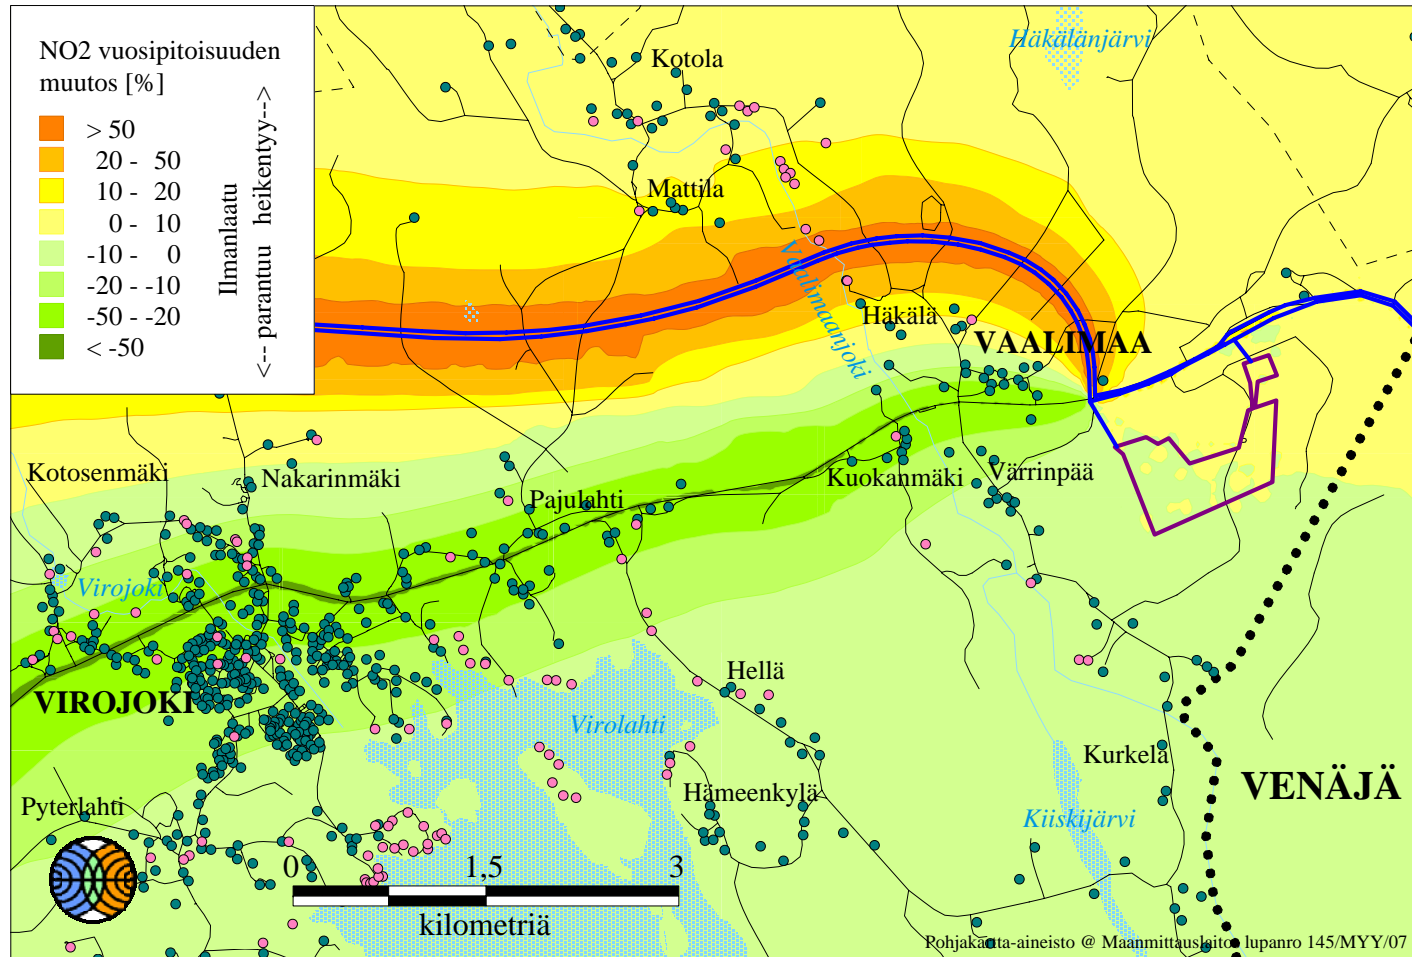 NO2 vuosipitoisuuden
muutos [%]
> 50
20 - 50
10 - 20
0 - 10
-10 - 0
-20 - -10
-50 - -20
< -50
Ilmanlaatu
<-- parantuu heikentyy-->
Häkälänjärvi
Kotola
Mattila
Vaalimaanjoki
Häkälä
VAALIMAA
Kotosenmäki
Nakarinmäki
Pajulahti
Kuokanmäki
Värrinpää
Virojoki
VIROJOKI
Hellä
Virolahti
Kurkela
VENÄJÄ
Hämeenkylä
Pyterlahti
Kiiskijärvi
0 1,5 3
kilometriä
Pohjakartta-aineisto @ Maanmittauslaitos lupanro 145/MYY/07